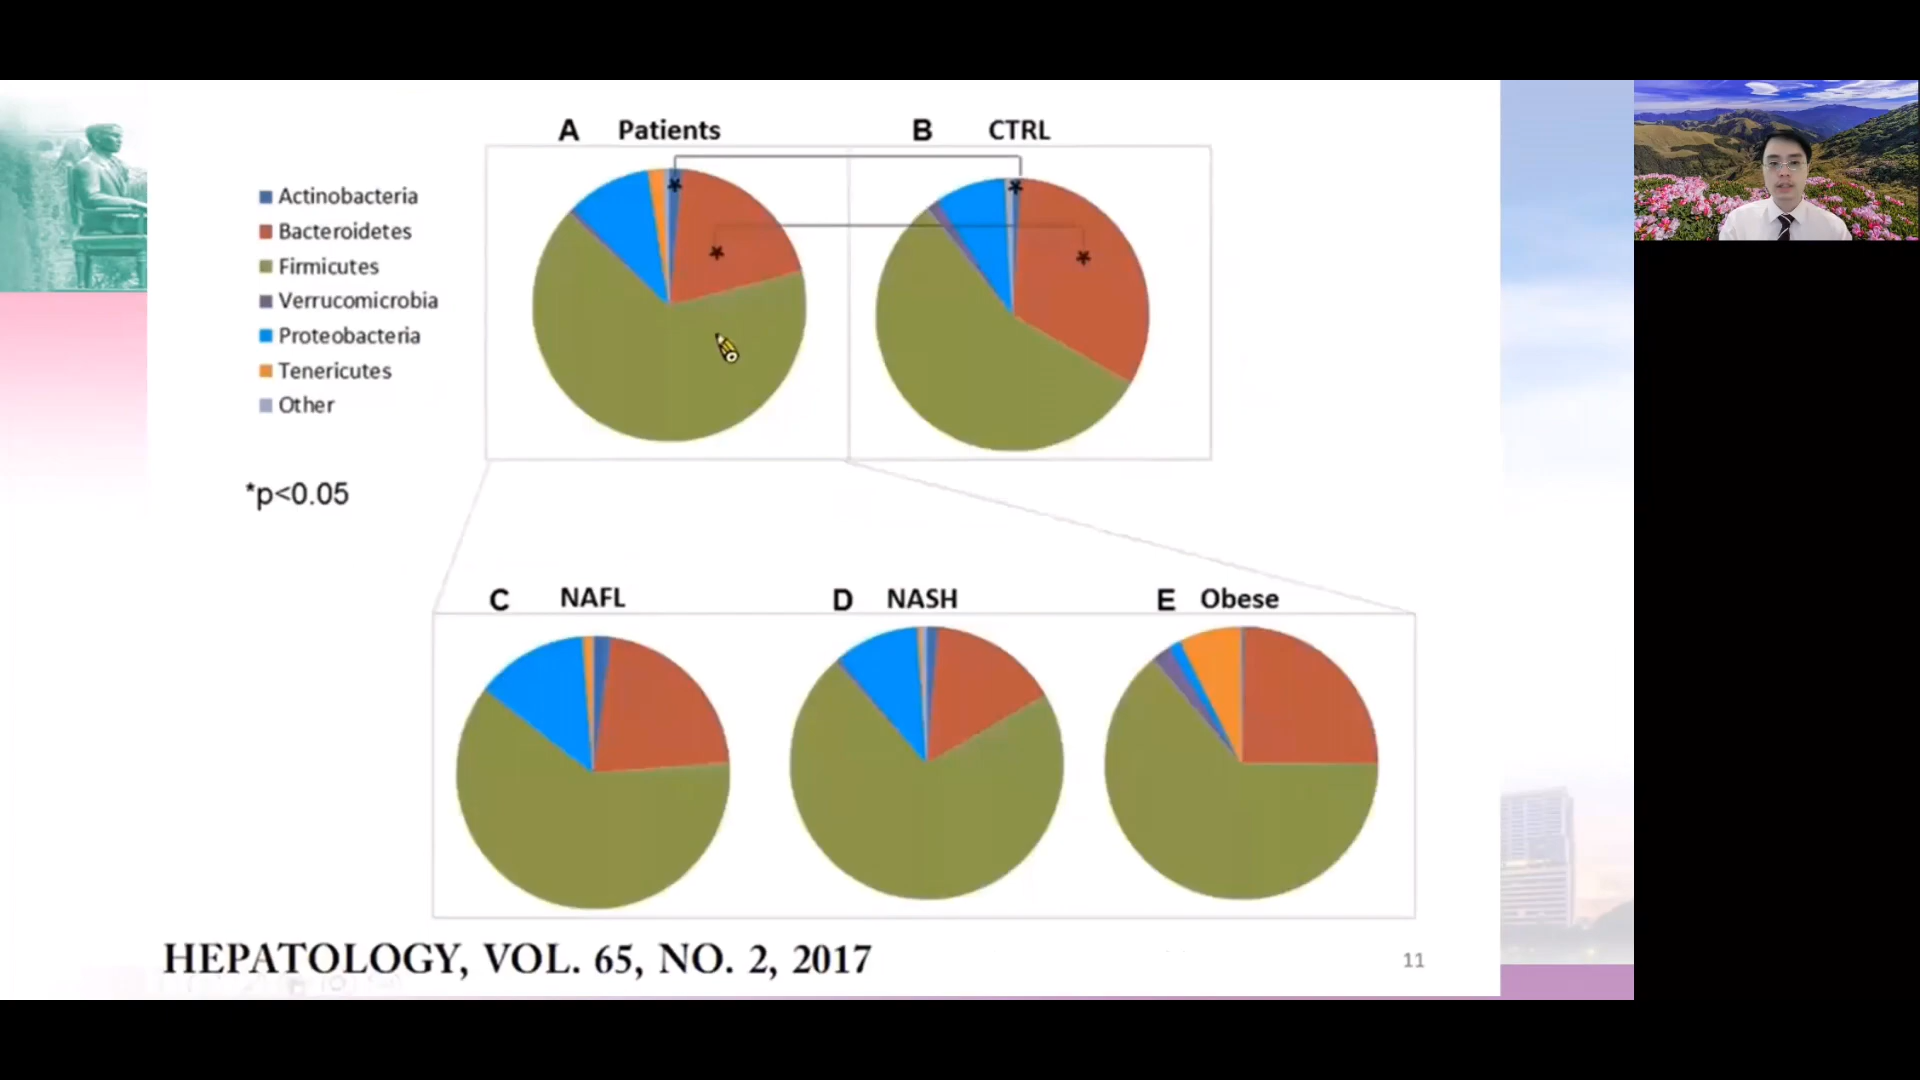 A Patients
B CTRL
Actinobacteria
Bacteroidetes
Firmicutes
Verrucomicrobia
Proteobacteria
Tenericutes
Other
*p<0.05
C NAFL
D NASH
E Obese
HEPATOLOGY, VOL. 65, NO. 2, 2017
11